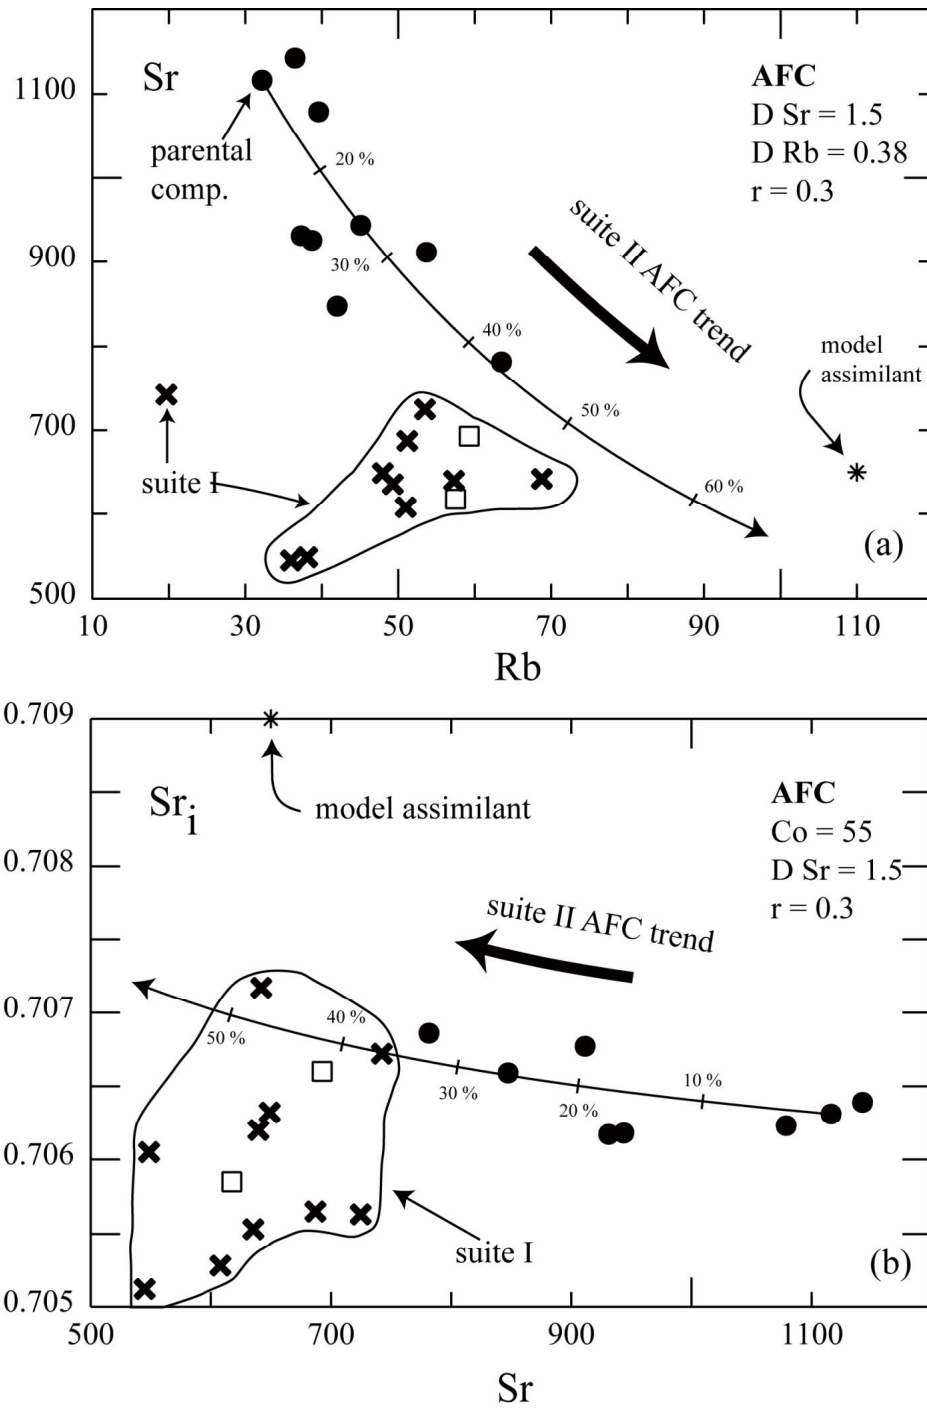 Sr
AFC
D Sr = 1.5
D Rb = 0.38
r = 0.3
1100
parental
comp.
20 %
suite II AFC trend
900
30 %
40 %
model
assimilant
700
50 %
suite I
60 %
(a)
500
10
30
50
70
90
110
Rb
0.709
Sri
model assimilant
AFC
Co = 55
D Sr = 1.5
r = 0.3
0.708
suite II AFC trend
0.707
50 %
40 %
30 %
20 %
10 %
0.706
suite I
(b)
0.705
500
700
900
1100
Sr